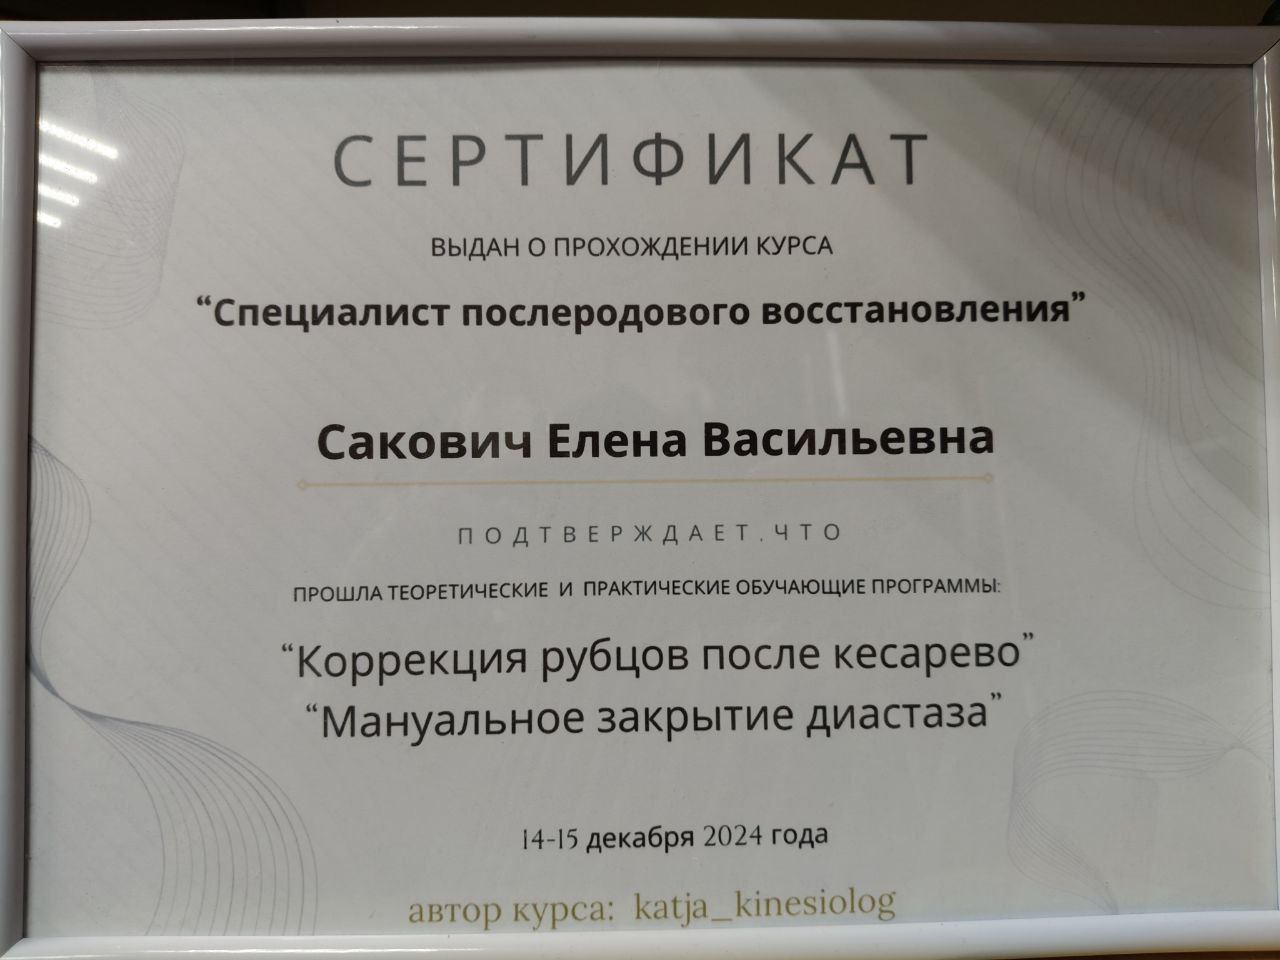 СЕРТИФИКАТ
ВЫДАН О ПРОХОЖДЕНИИ КУРСА
“Специалист послеродового восстановления”
Сакович Елена Васильевна
ПОДТВЕРЖДАЕТ.ЧТО
ПРОШЛА ТЕОРЕТИЧЕСКИЕ И ПРАКТИЧЕСКИЕ ОБУЧАЮЩИЕ ПРОГРАММЫ:
“Коррекция рубцов после кесарево”
“Мануальное закрытие диастаза”
14-15 декабря 2024 года
автор курса: katja_kinesiolog